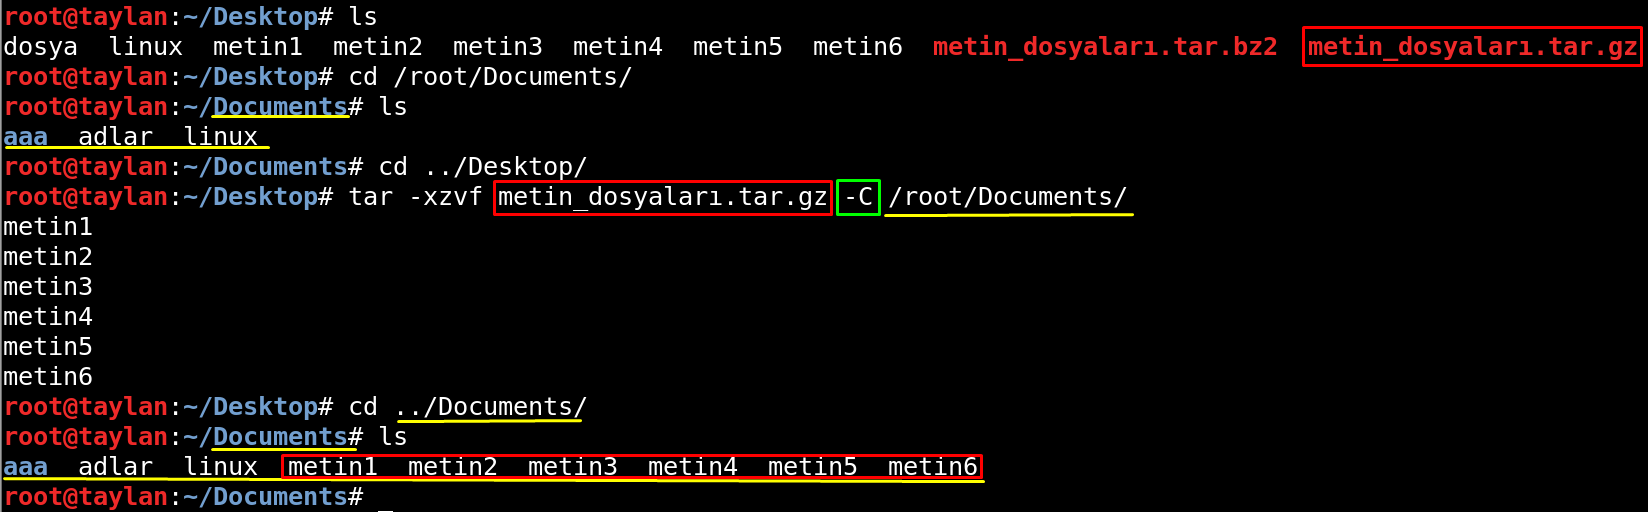 root@taylan:~/Desktop# ls
dosya  linux  metin1  metin2  metin3  metin4  metin5  metin6  metin_dosyaları.tar.bz2  metin_dosyaları.tar.gz
root@taylan:~/Desktop# cd /root/Documents/
root@taylan:~/Documents# ls
aaa  adlar  linux
root@taylan:~/Documents# cd ../Desktop/
root@taylan:~/Desktop# tar -xzvf metin_dosyaları.tar.gz -C /root/Documents/
metin1
metin2
metin3
metin4
metin5
metin6
root@taylan:~/Desktop# cd ../Documents/
root@taylan:~/Documents# ls
aaa  adlar  linux  metin1  metin2  metin3  metin4  metin5  metin6
root@taylan:~/Documents#